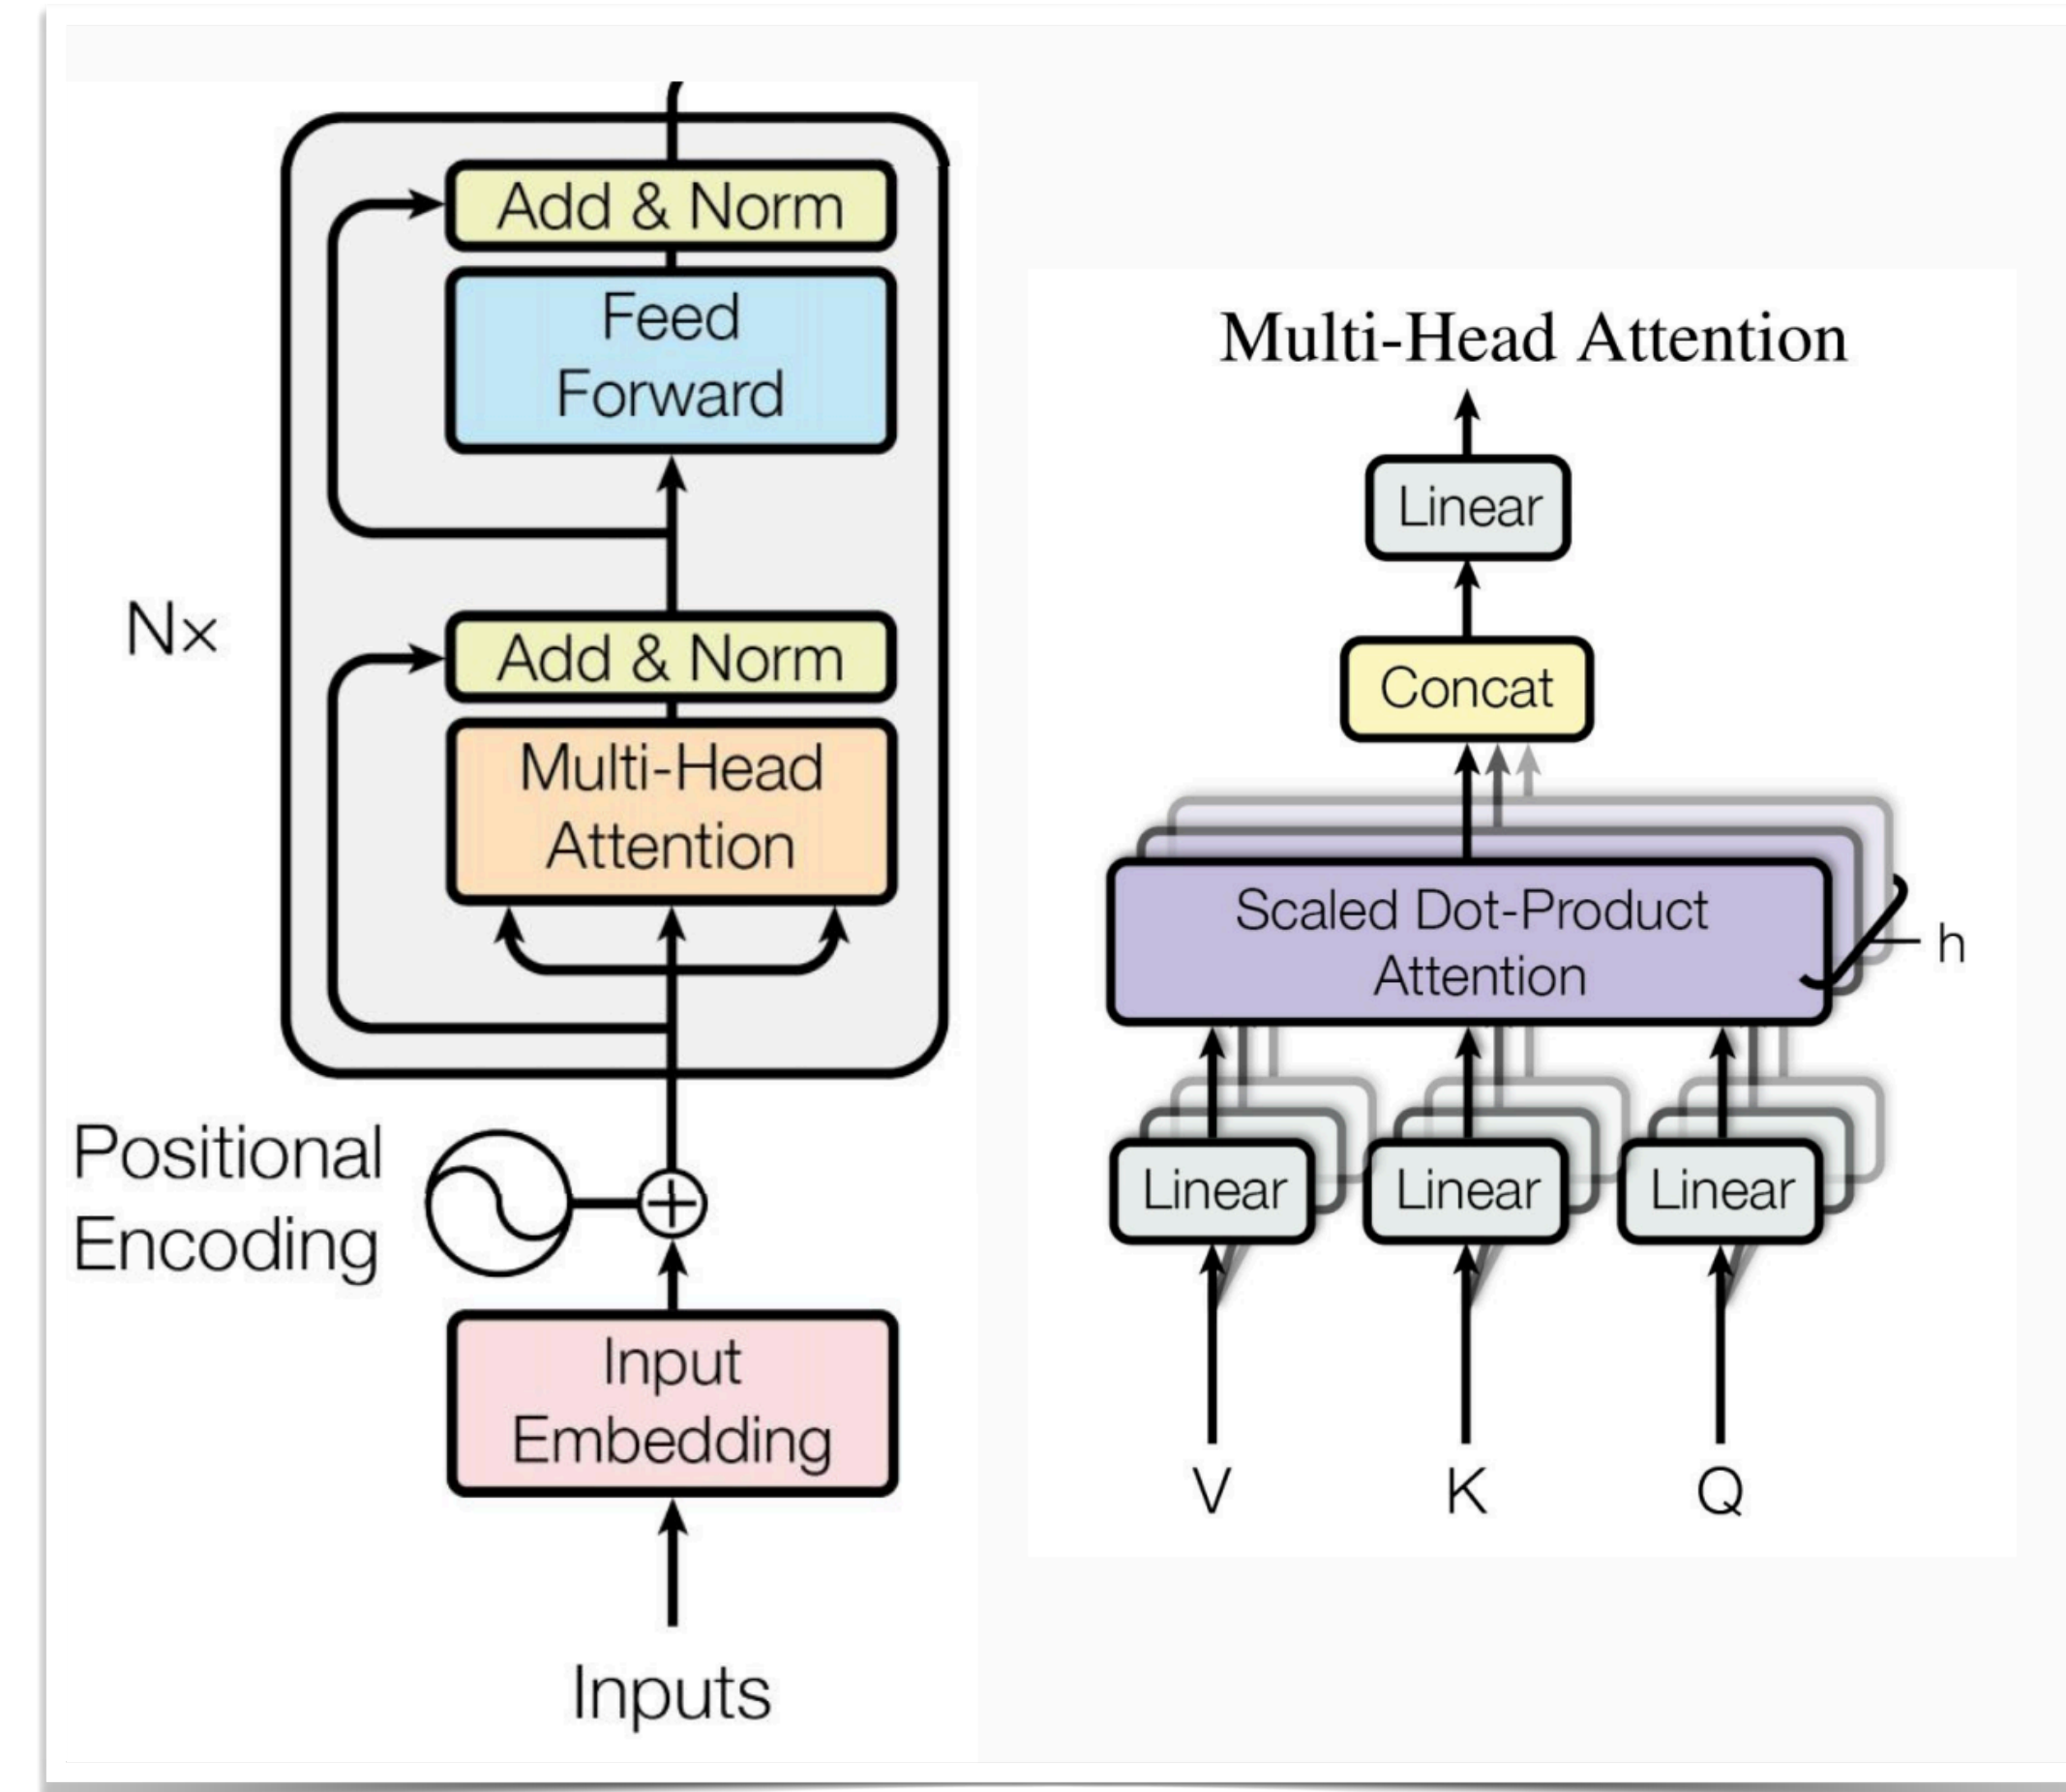 Add & Norm
Feed
Forward
Nx
Add & Norm
Multi-Head
Attention
Positional
Encoding
Input
Embedding
Inputs
Multi-Head Attention
Linear
Concat
Scaled Dot-Product
Attention
h
Linear
Linear
Linear
V
K
Q